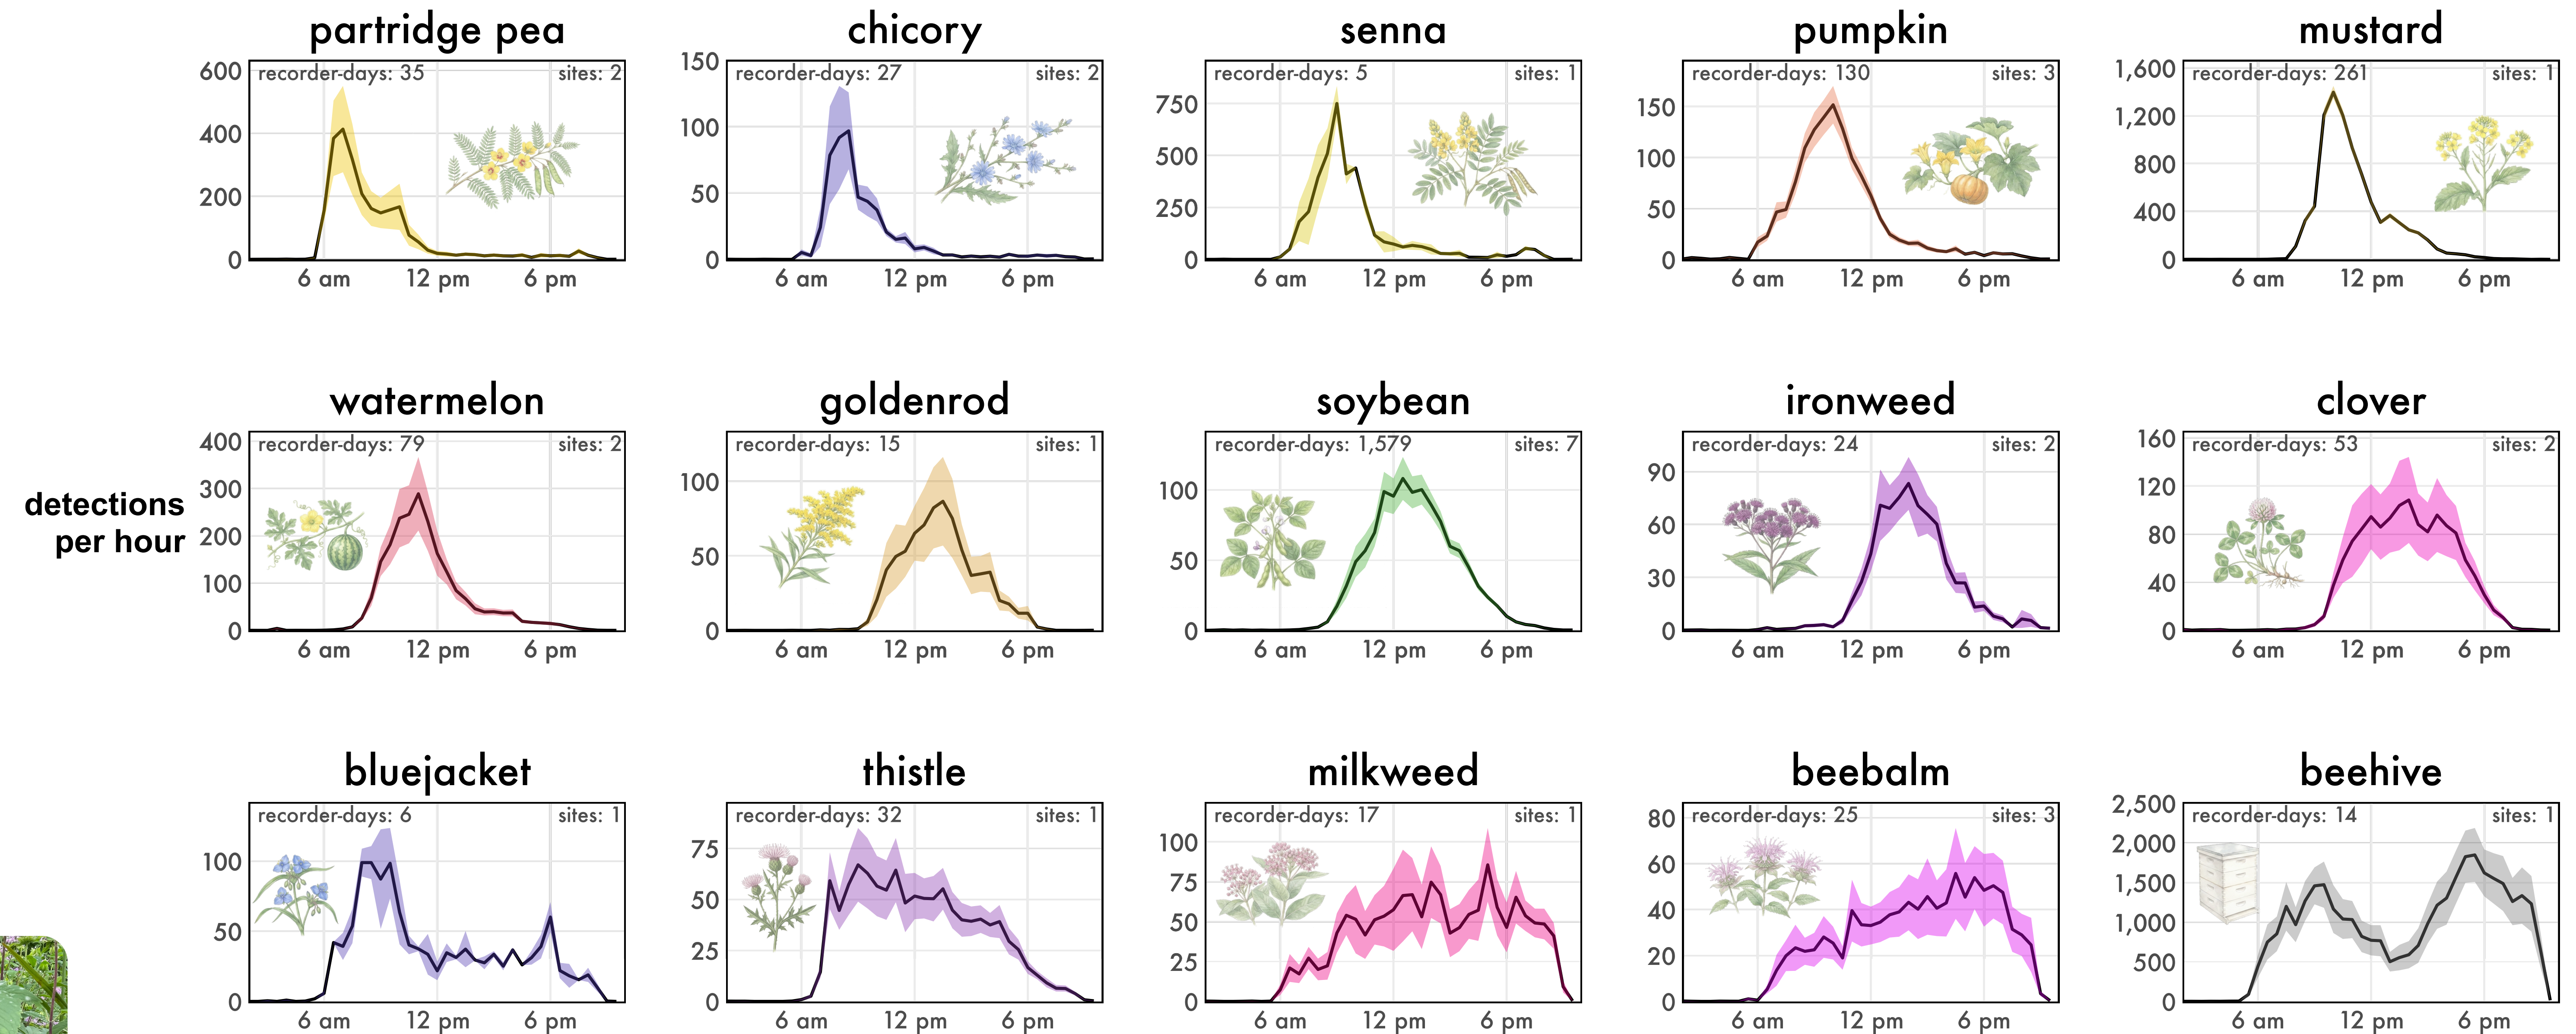 partridge pea
chicory
senna
pumpkin
mustard
600
400
200
0
recorder-days: 35
sites: 2
6 am
12 pm
6 pm
150
100
50
0
recorder-days: 27
sites: 2
6 am
12 pm
6 pm
750
500
250
0
recorder-days: 5
sites: 1
6 am
12 pm
6 pm
150
100
50
0
recorder-days: 130
sites: 3
6 am
12 pm
6 pm
1,600
1,200
800
400
0
recorder-days: 261
sites: 1
6 am
12 pm
6 pm
detections
per hour
watermelon
goldenrod
soybean
ironweed
clover
400
300
200
100
0
recorder-days: 79
sites: 2
6 am
12 pm
6 pm
100
50
0
recorder-days: 15
sites: 1
6 am
12 pm
6 pm
100
50
0
recorder-days: 1,579
sites: 7
6 am
12 pm
6 pm
90
60
30
0
recorder-days: 24
sites: 2
6 am
12 pm
6 pm
160
120
80
40
0
recorder-days: 53
sites: 2
6 am
12 pm
6 pm
bluejacket
thistle
milkweed
beebalm
beehive
100
50
0
recorder-days: 6
sites: 1
6 am
12 pm
6 pm
75
50
25
0
recorder-days: 32
sites: 1
6 am
12 pm
6 pm
100
75
50
25
0
recorder-days: 17
sites: 1
6 am
12 pm
6 pm
80
60
40
20
0
recorder-days: 25
sites: 3
6 am
12 pm
6 pm
2,500
2,000
1,500
1,000
500
0
recorder-days: 14
sites: 1
6 am
12 pm
6 pm